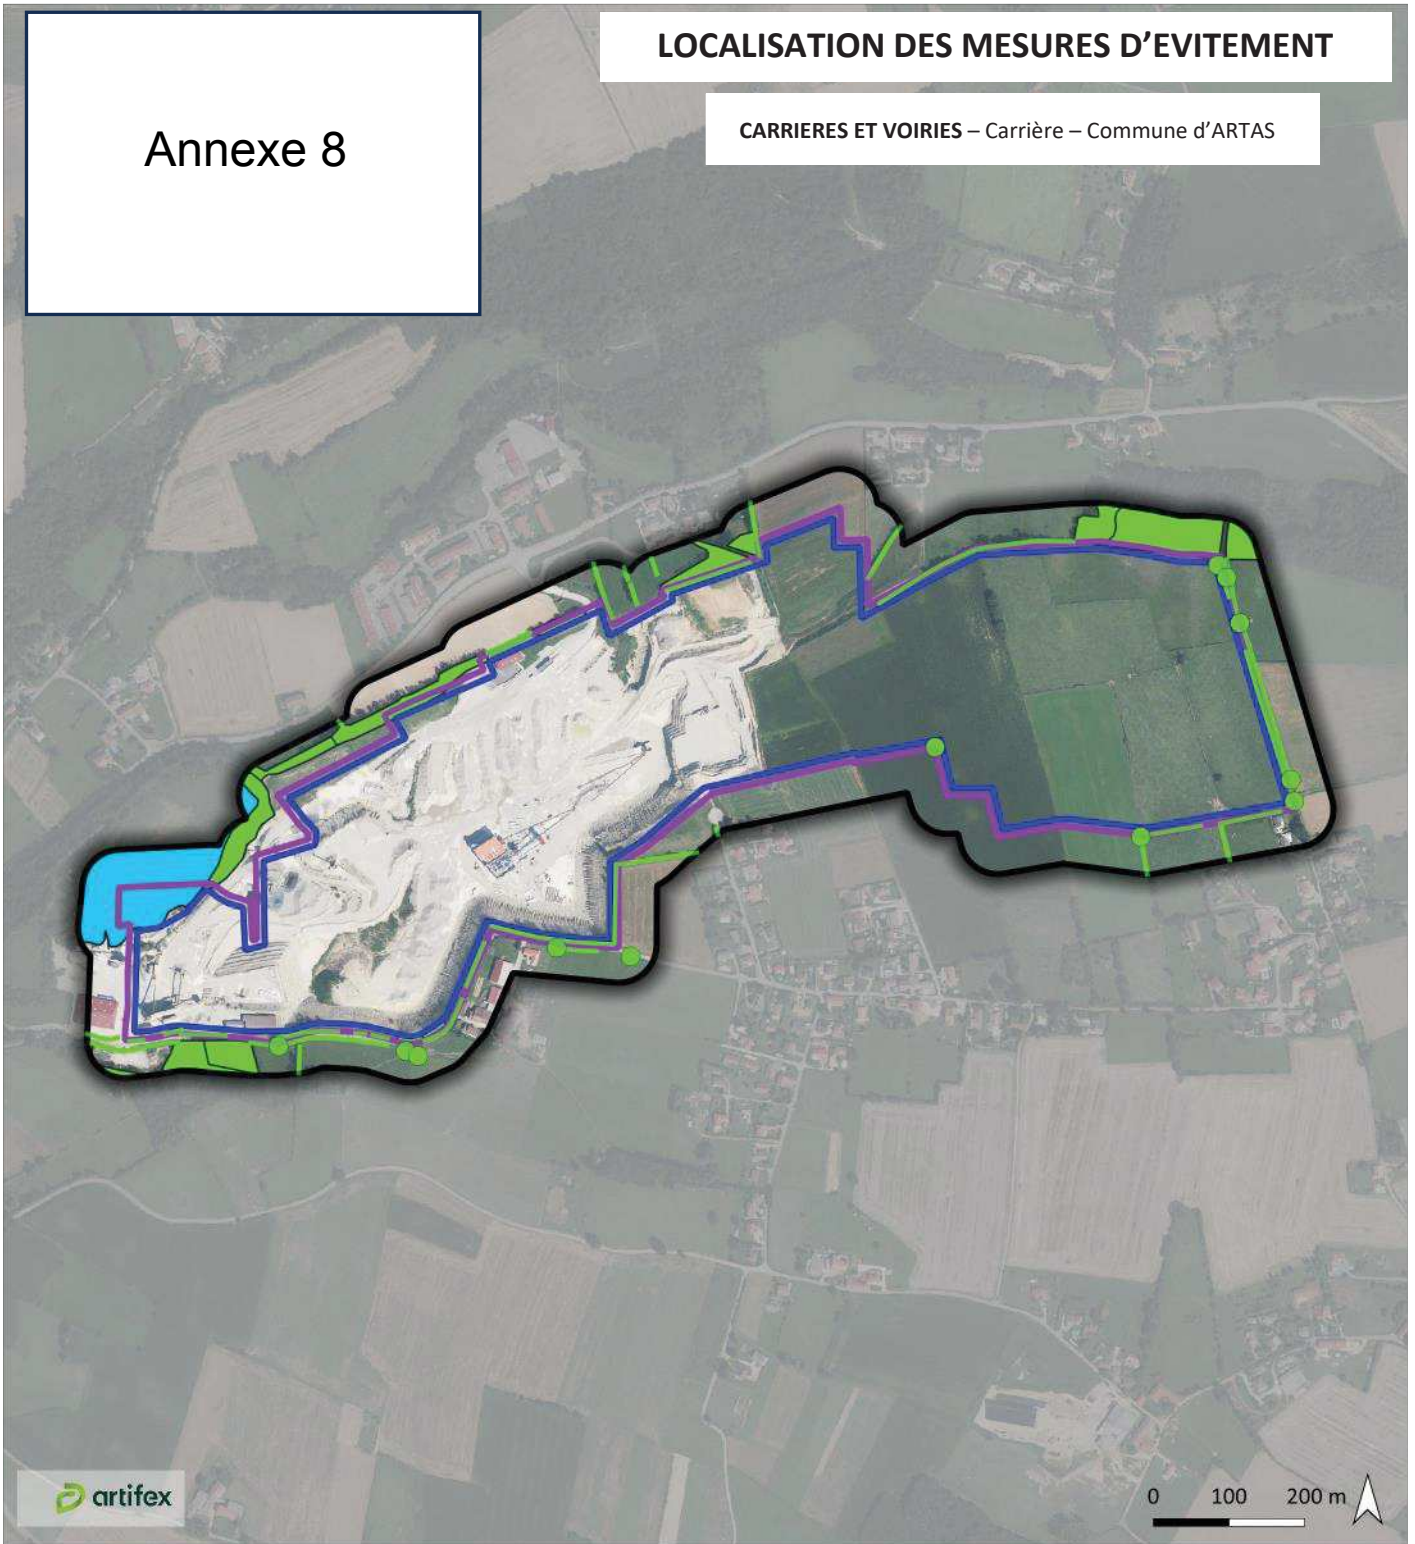 Annexe 8
LOCALISATION DES MESURES D'EVITEMENT
CARRIERES ET VOIRIES – Carrière – Commune d'ARTAS
artifex
0 100 200 m